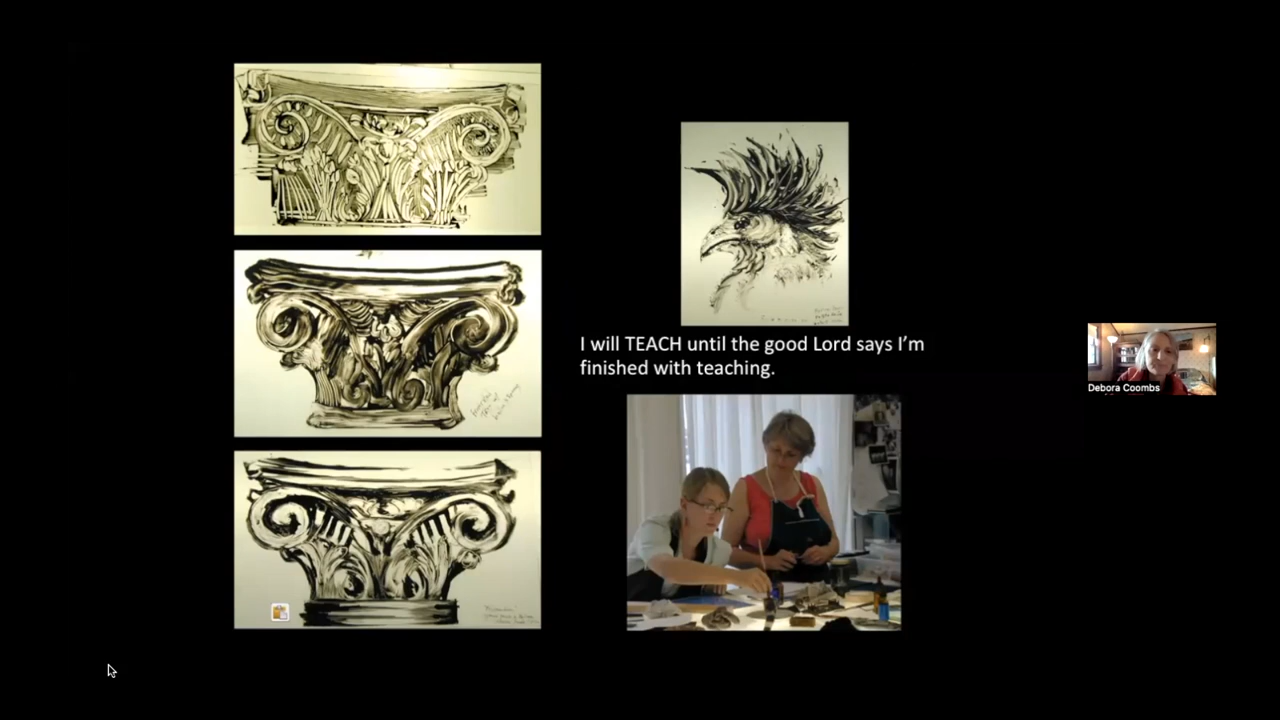 I will TEACH until the good Lord says I'm
finished with teaching.
Debora Coombs